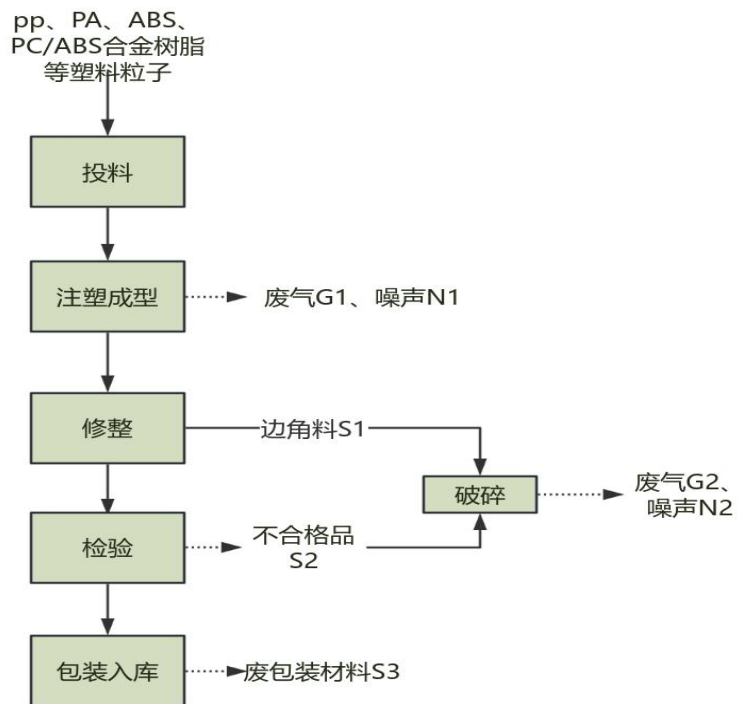 pp、PA、ABS、
PC/ABS合金树脂
等塑料粒子
投料
注塑成型
废气G1、噪声N1
修整
边角料S1
破碎
废气G2、
噪声N2
检验
不合格品
S2
包装入库
废包装材料S3